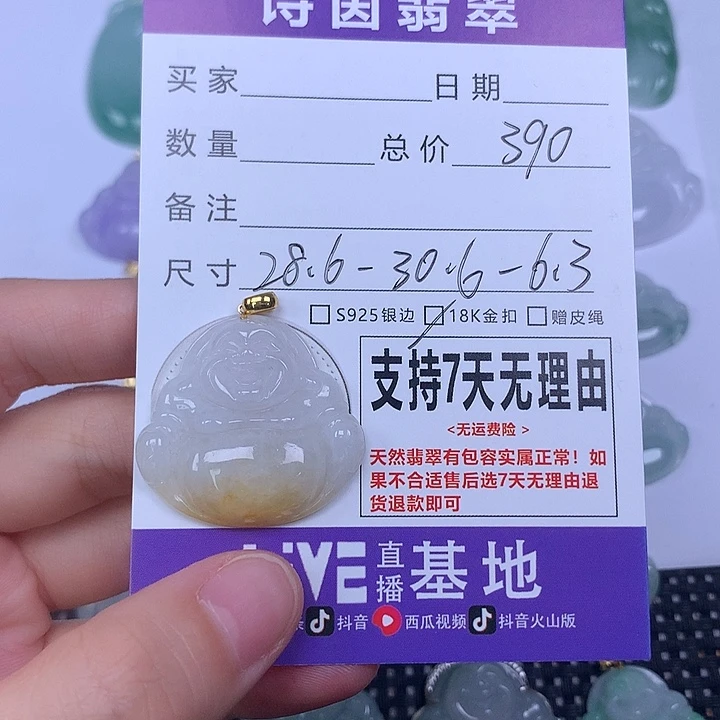 诗茵翡翠
买家 日期
数量 总价 390
备注
尺寸 28.6-30.6-6.3
S925银边 18K金扣 赠皮绳
支持7天无理由
<无运费险 >
天然翡翠有包容实属正常！如
果不合适售后选7天无理由退
货退款即可
LiVE 直播 基地
抖音 西瓜视频 抖音火山版